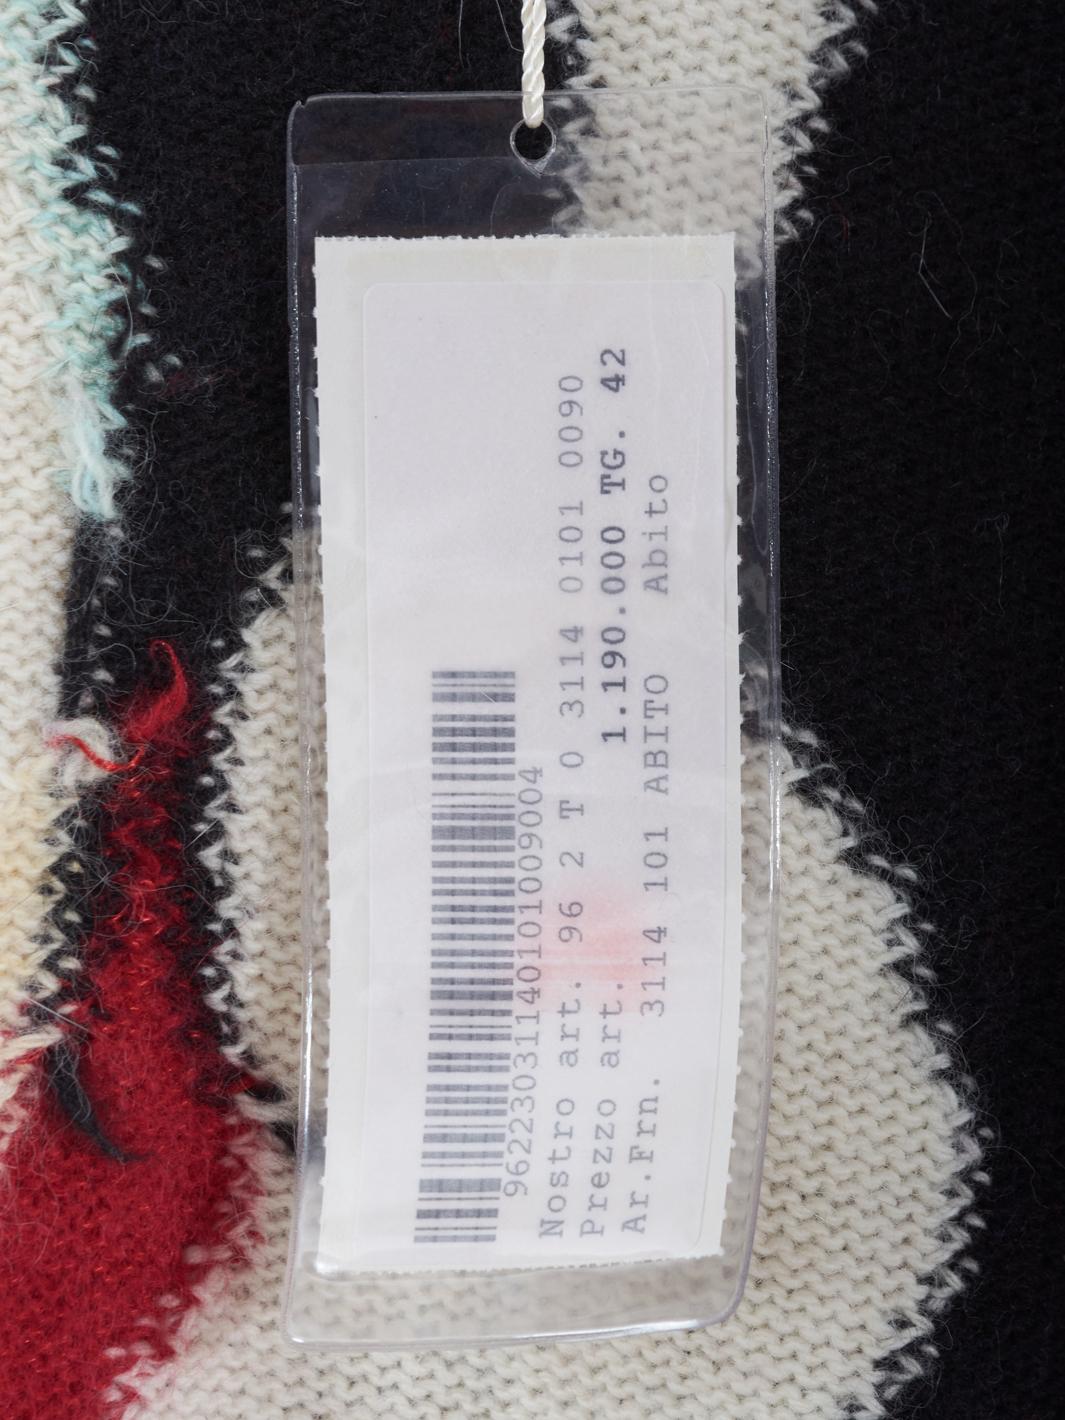 9622303114010101009004
Nostro art. 96 2 T 0 3114 0101 0090
Prezzo art. 1.190.000 TG. 42
Ar.Frn. 3114 101 ABITO Abito